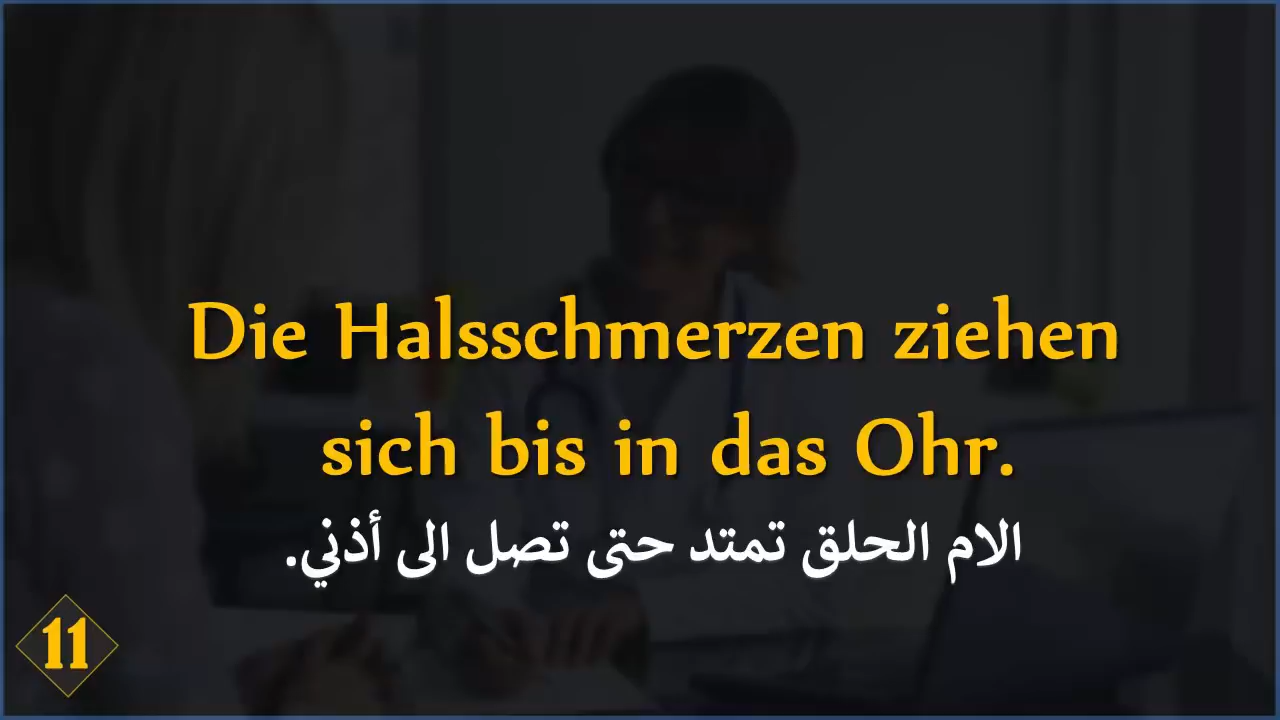 Die Halsschmerzen ziehen
sich bis in das Ohr.
الام الحلق تمتد حتى تصل الى أذني.
11